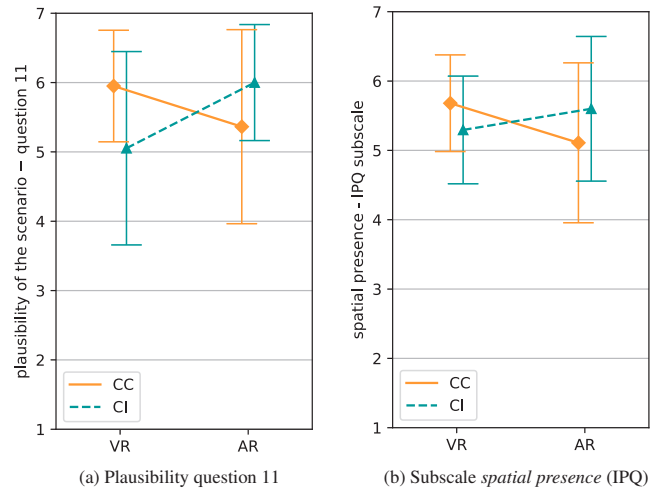 plausibility of the scenario — question 11
7
6
5
4
3
2
1
CC
CI
VR
AR
(a) Plausibility question 11
spatial presence - IPQ subscale
7
6
5
4
3
2
1
CC
CI
VR
AR
(b) Subscale spatial presence (IPQ)